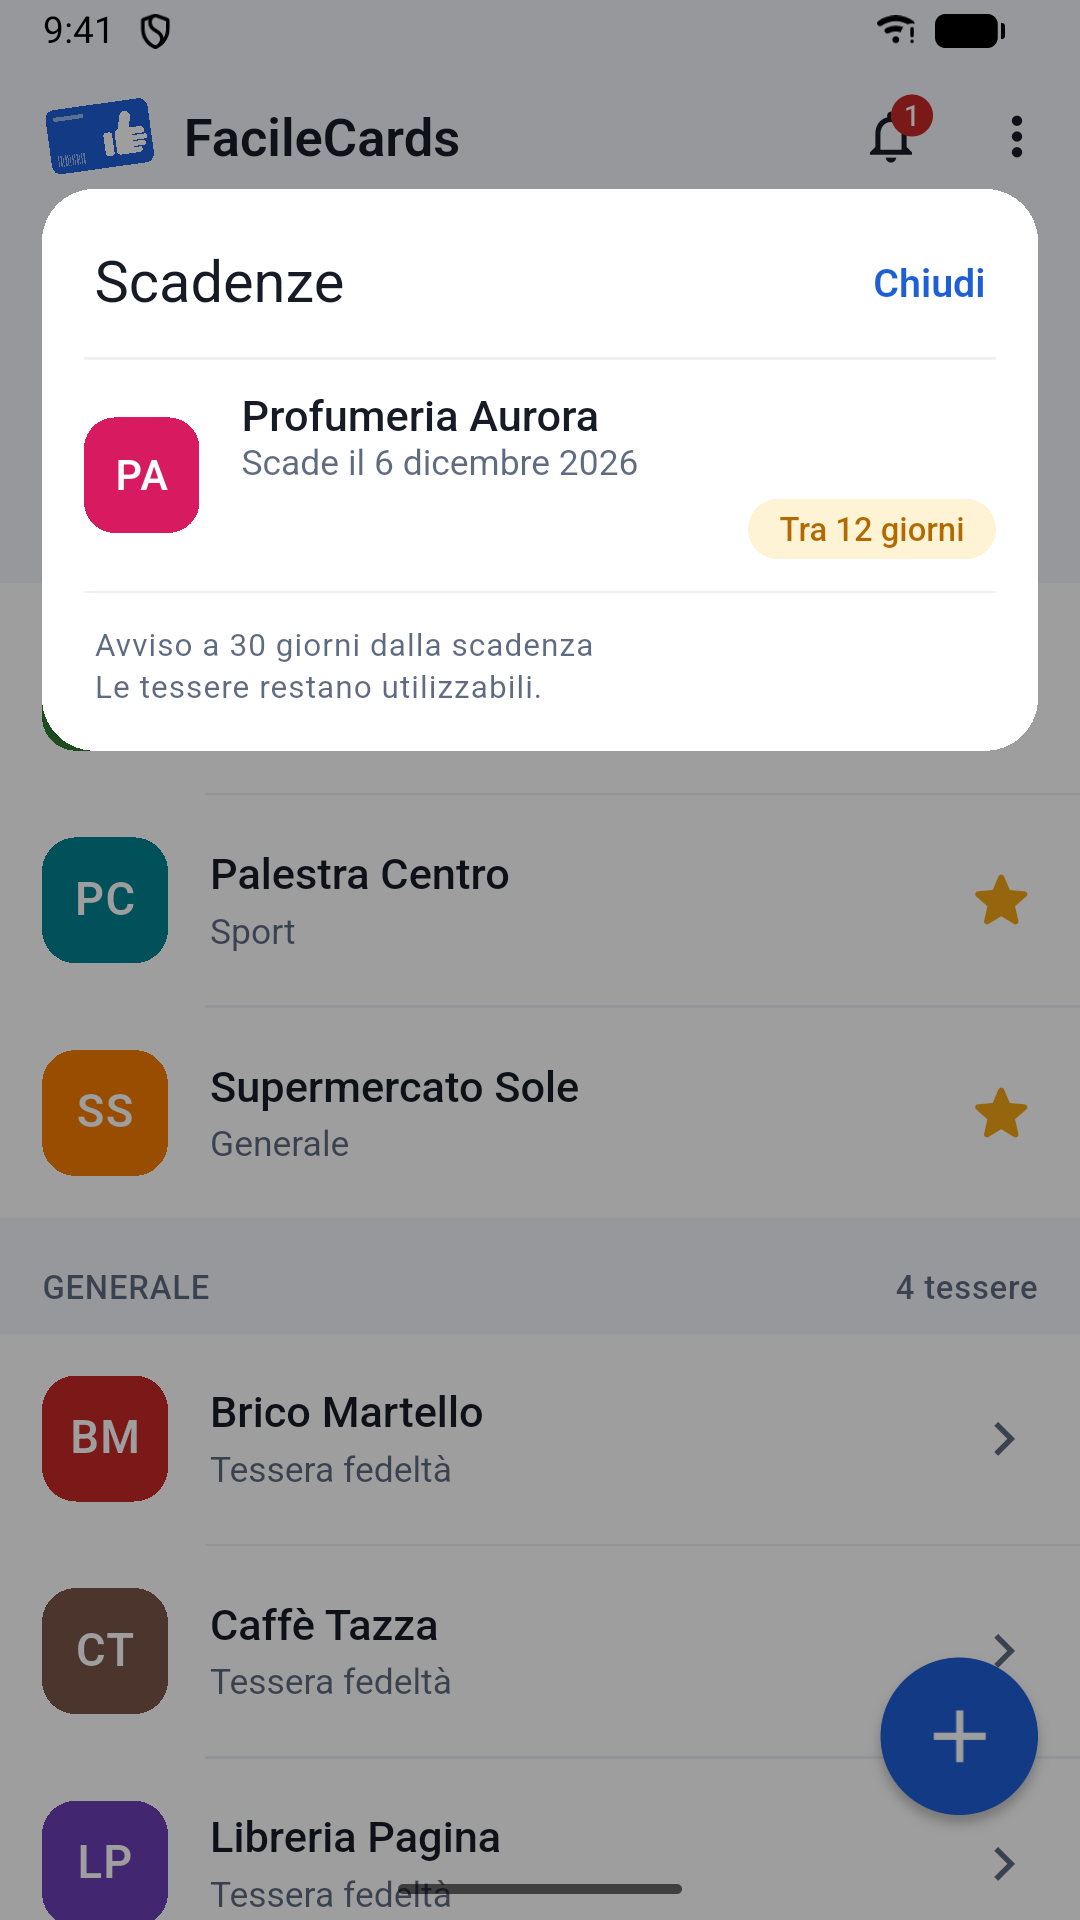 9:41
FacileCards
1
Scadenze
Chiudi
PA
Profumeria Aurora
Scade il 6 dicembre 2026
Tra 12 giorni
Avviso a 30 giorni dalla scadenza
Le tessere restano utilizzabili.
PC
Palestra Centro
Sport
SS
Supermercato Sole
Generale
GENERALE
4 tessere
BM
Brico Martello
Tessera fedeltà
CT
Caffè Tazza
Tessera fedeltà
LP
Libreria Pagina
Tessera fedeltà